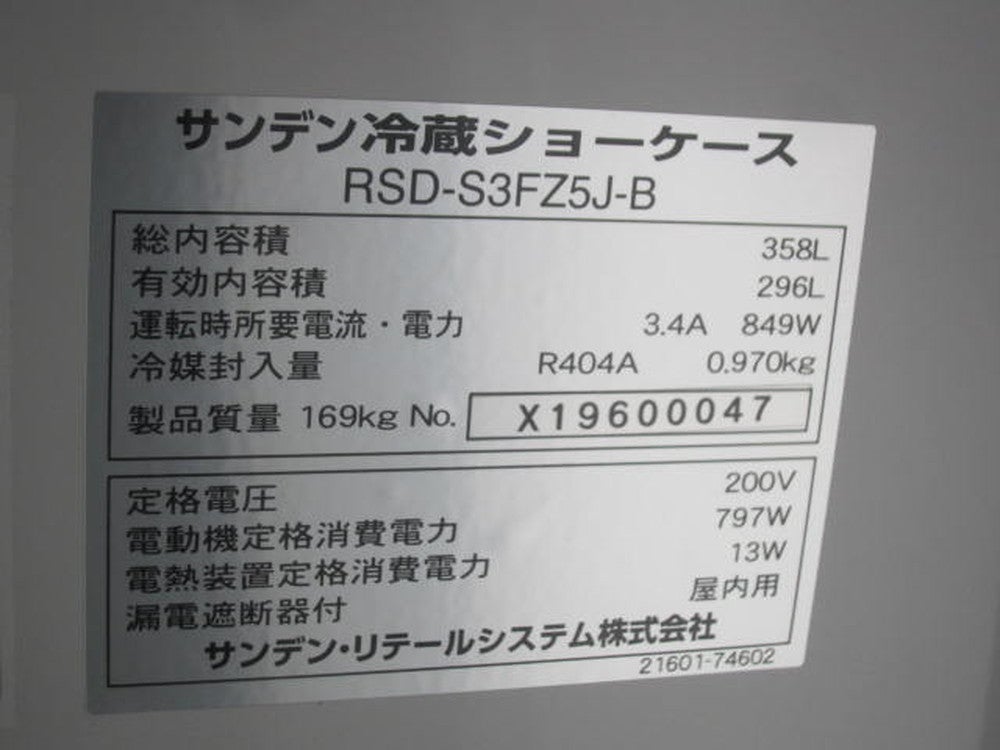 サンデン冷蔵ショーケース
RSD-S3FZ5J-B
総内容積 358L
有効内容積 296L
運転時所要電流・電力 3.4A 849W
冷媒封入量 R404A 0.970kg
製品質量 169kg No. X19600047
定格電圧 200V
電動機定格消費電力 797W
電熱装置定格消費電力 13W
漏電遮断器付 屋内用
サンデン・リテールシステム株式会社
21601-74602